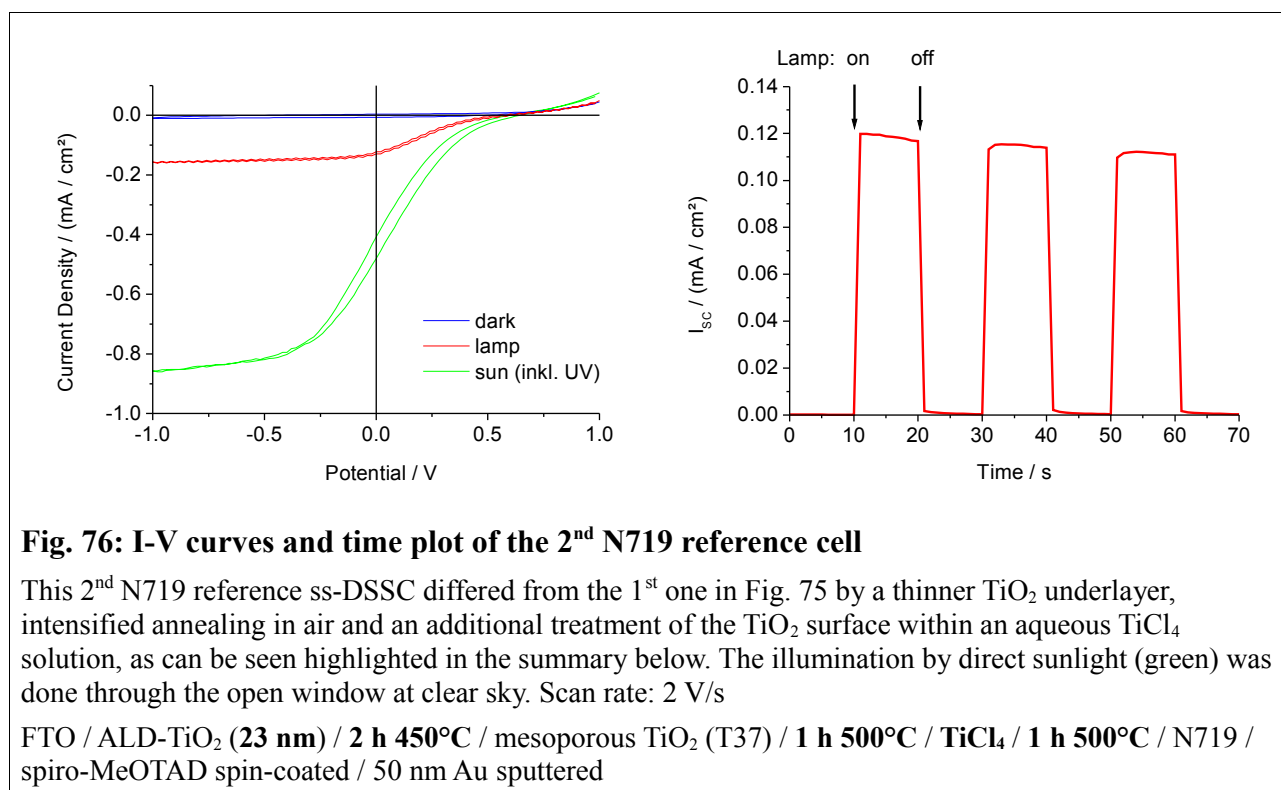 Lamp: on off
0.0
-0.2
-0.4
-0.6
-0.8
-1.0
Current Density / (mA / cm²)
-1.0 -0.5 0.0 0.5 1.0
Potential / V
dark
lamp
sun (inkl. UV)
0.14
0.12
0.10
0.08
0.06
0.04
0.02
0.00
I_SC / (mA / cm²)
0 10 20 30 40 50 60 70
Time / s
Fig. 76: I-V curves and time plot of the 2nd N719 reference cell
This 2nd N719 reference ss-DSSC differed from the 1st one in Fig. 75 by a thinner TiO₂ underlayer,
intensified annealing in air and an additional treatment of the TiO₂ surface within an aqueous TiCl₄
solution, as can be seen highlighted in the summary below. The illumination by direct sunlight (green) was
done through the open window at clear sky. Scan rate: 2 V/s
FTO / ALD-TiO₂ (23 nm) / 2 h 450°C / mesoporous TiO₂ (T37) / 1 h 500°C / TiCl₄ / 1 h 500°C / N719 /
spiro-MeOTAD spin-coated / 50 nm Au sputtered